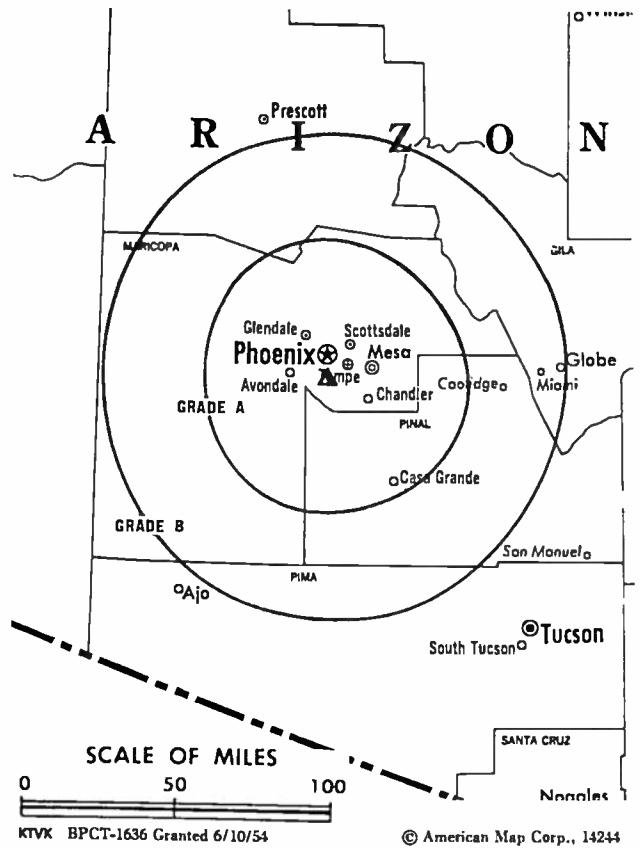 Prescott
A R I Z O N
MARICOPA
GILA
Glendale
Scottsdale
Phoenix
Mesa
Globe
Avondale
Miami
Coolidge
Chandler
GRADE A
PINAL
Casa Grande
GRADE B
San Manuel
PIMA
Ajo
Tucson
South Tucson
SCALE OF MILES
SANTA CRUZ
0 50 100
Nogales
KTVK BPCT-1636 Granted 6/10/54
© American Map Corp., 14244